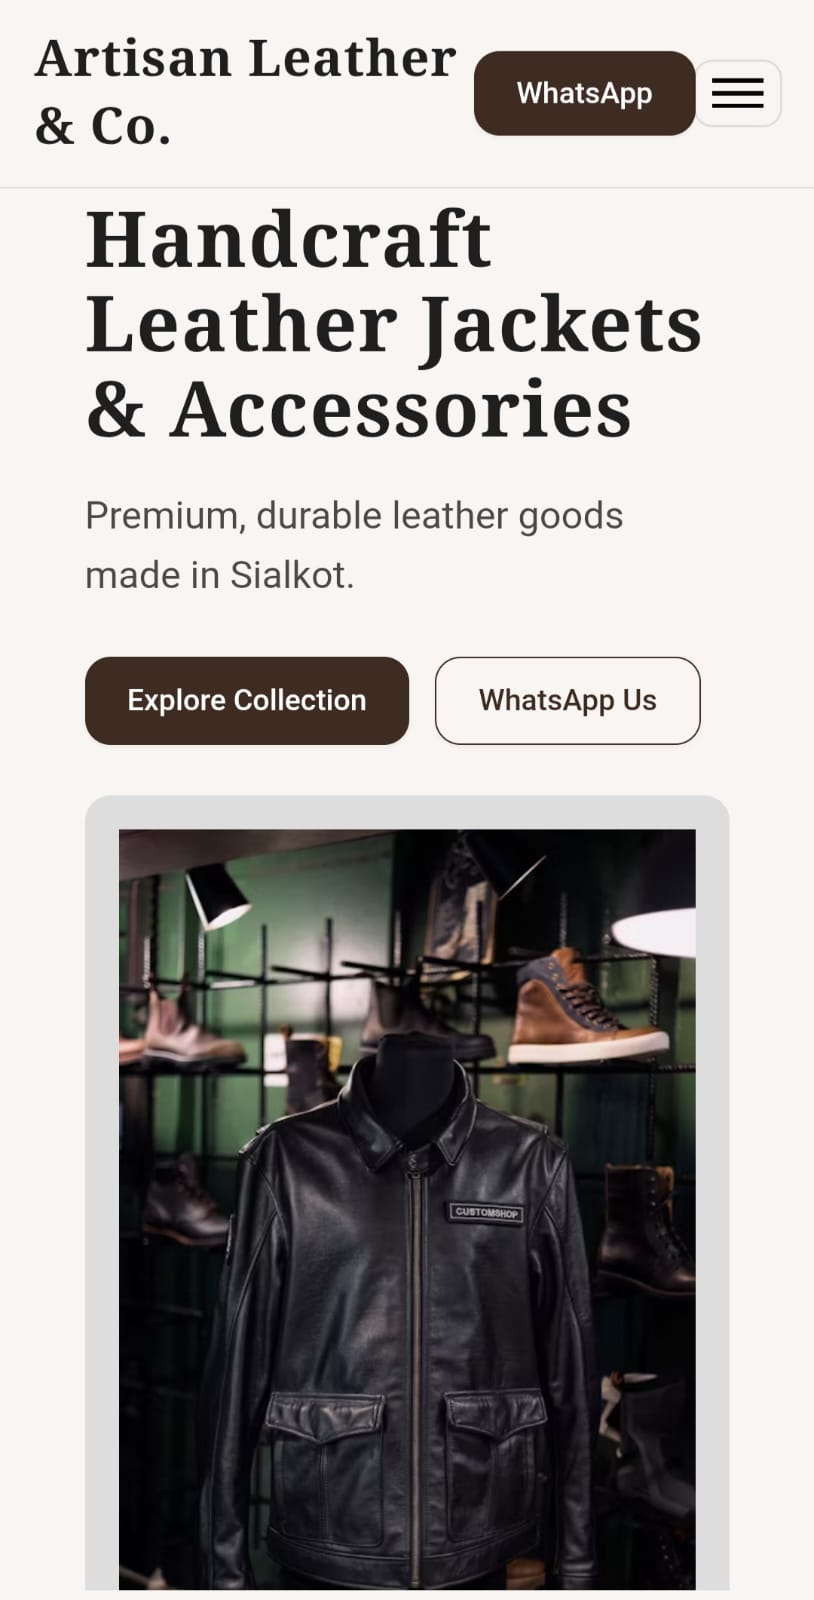 Artisan Leather
& Co.
WhatsApp
Handcraft
Leather Jackets
& Accessories
Premium, durable leather goods
made in Sialkot.
Explore Collection
WhatsApp Us
CUSTOMSHOP